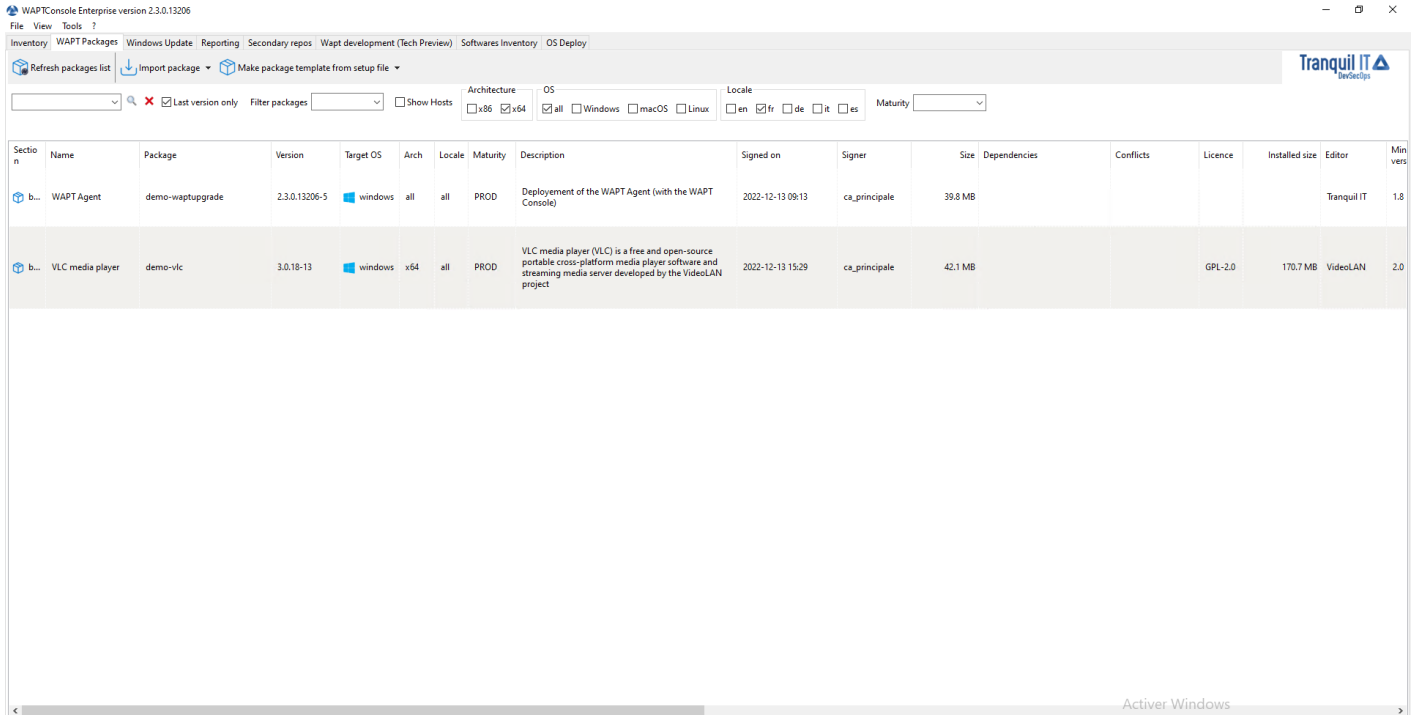 WAPTConsole Enterprise version 2.3.0.13206
File View Tools ?
Inventory WAPT Packages Windows Update Reporting Secondary repos Wapt development (Tech Preview) Softwares Inventory OS Deploy
Refresh packages list Import package Make package template from setup file
Tranquil IT
DevSecOps
Last version only Filter packages Show Hosts
Architecture
x86 x64
OS
all Windows macOS Linux
Locale
en fr de it es
Maturity
Sectio
n
Name Package Version Target OS Arch Locale Maturity Description Signed on Signer Size Dependencies Conflicts Licence Installed size Editor
Min
vers
b... WAPT Agent demo-waptupgrade 2.3.0.13206-5 windows all all PROD
Deployement of the WAPT Agent (with the WAPT
Console)
2022-12-13 09:13 ca_principale 39.8 MB Tranquil IT 1.8
b... VLC media player demo-vlc 3.0.18-13 windows x64 all PROD
VLC media player (VLC) is a free and open-source
portable cross-platform media player software and
streaming media server developed by the VideoLAN
project
2022-12-13 15:29 ca_principale 42.1 MB GPL-2.0 170.7 MB VideoLAN 2.0
Activer Windows